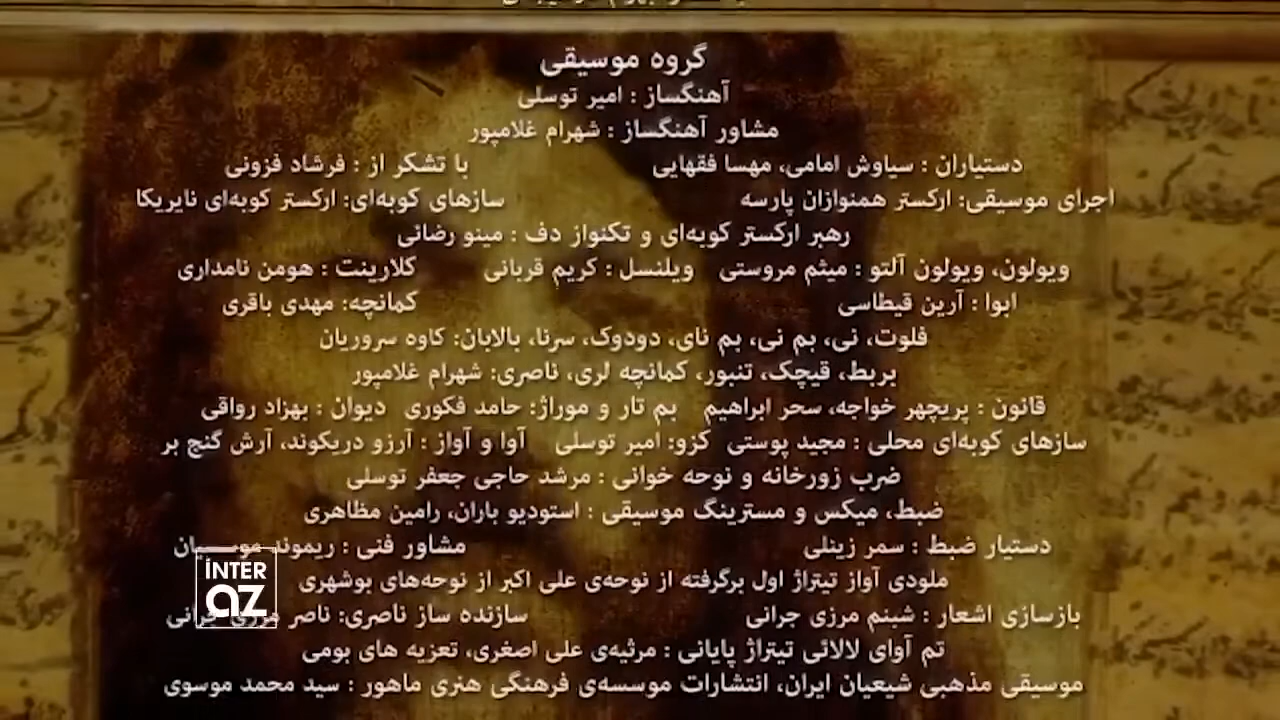 گروه موسیقی
آهنگساز : امیر توسلی
مشاور آهنگساز : شهرام غلامپور
دستیاران : سیاوش امامی، مهسا فقهایی با تشکر از : فرشاد فزونی
اجرای موسیقی: ارکستر همنوازان پارسه سازهای کوبه‌ای: ارکستر کوبه‌ای نایریکا
رهبر ارکستر کوبه‌ای و تکنواز دف : مینو رضائی
ویولون، ویولون آلتو : میثم مروستی ویلنسل : کریم قربانی کلارینت : هومن نامداری
ابوا : آرین قیطاسی کمانچه: مهدی باقری
فلوت، نی، بم نی، بم نای، دودوک، سرنا، بالابان: کاوه سروریان
بربط، قیچک، تنبور، کمانچه لری، ناصری: شهرام غلامپور
قانون : پریچهر خواجه، سحر ابراهیم بم تار و موراژ: حامد فکوری دیوان : بهزاد رواقی
سازهای کوبه‌ای محلی : مجید پوستی کزو: امیر توسلی آوا و آواز : آرزو دریکوند، آرش گنج بر
ضرب زورخانه و نوحه خوانی : مرشد حاجی جعفر توسلی
ضبط، میکس و مسترینگ موسیقی : استودیو باران، رامین مظاهری
دستیار ضبط : سمر زینلی مشاور فنی : ریموند موسسیان
ملودی آواز تیتراژ اول برگرفته از نوحه‌ی علی اکبر از نوحه‌های بوشهری
بازسازی اشعار : شبنم مرزی جرانی سازنده ساز ناصری: ناصر مرزی جرانی
تم آوای لالائی تیتراژ پایانی : مرثیه‌ی علی اصغری، تعزیه های بومی
موسیقی مذهبی شیعیان ایران، انتشارات موسسه‌ی فرهنگی هنری ماهور : سید محمد موسوی
İNTER
az